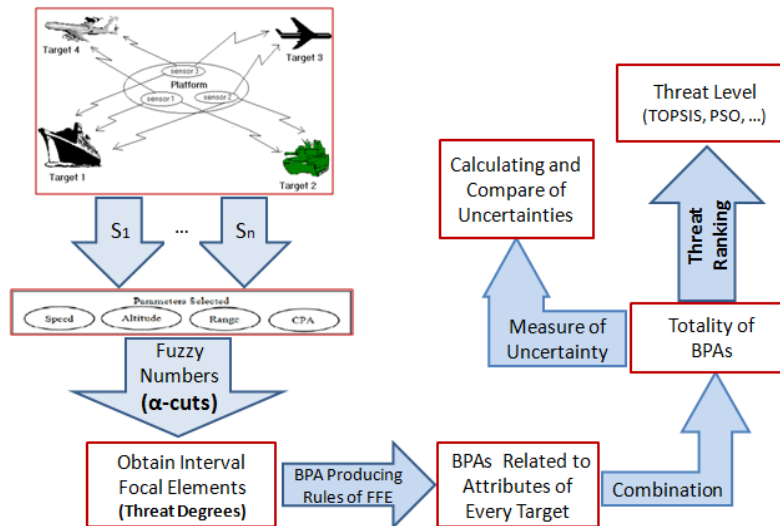 Target 4
Target 3
sensor 3
Platform
sensor 1
sensor 2
Target 1
Target 2
S1
...
Sn
Parameters Selected
Speed
Altitude
Range
CPA
Fuzzy
Numbers
(α-cuts)
Obtain Interval
Focal Elements
(Threat Degrees)
BPA Producing
Rules of FFE
BPAs Related to
Attributes of
Every Target
Combination
Totality of
BPAs
Measure of
Uncertainty
Calculating and
Compare of
Uncertainties
Threat
Ranking
Threat Level
(TOPSIS, PSO, ...)